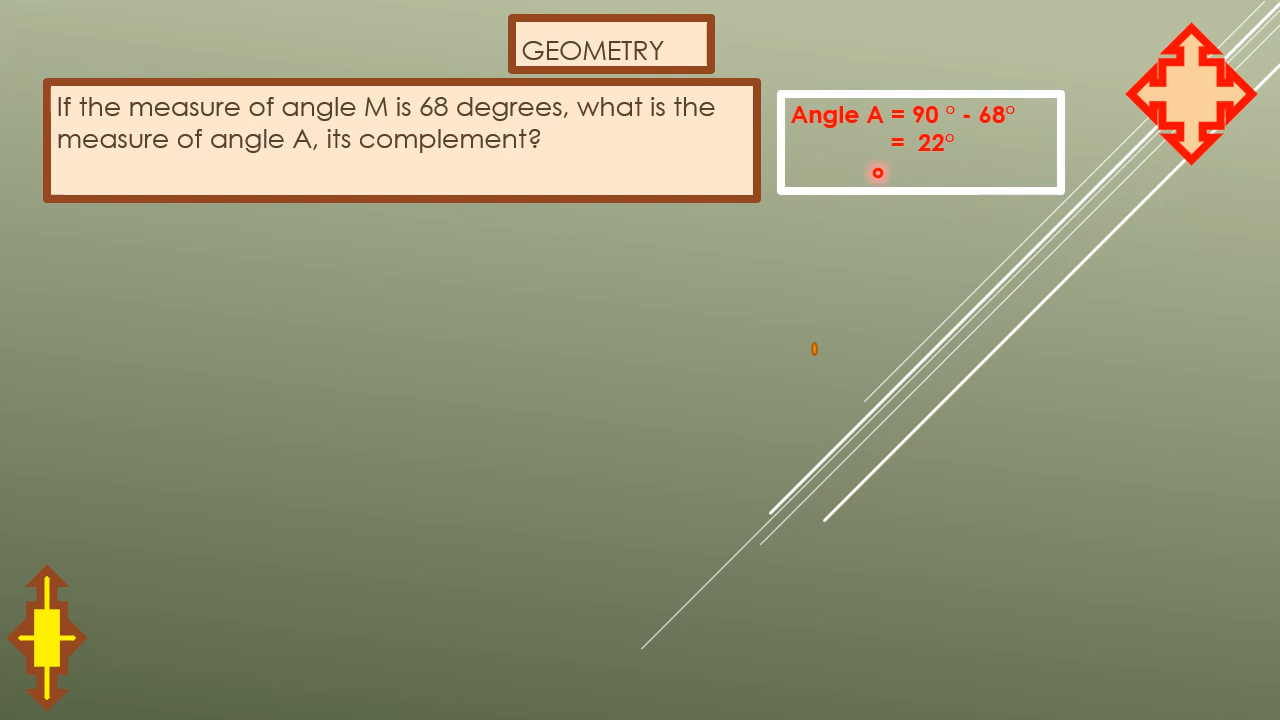 GEOMETRY
If the measure of angle M is 68 degrees, what is the
measure of angle A, its complement?
Angle A = 90 ° - 68°
= 22°